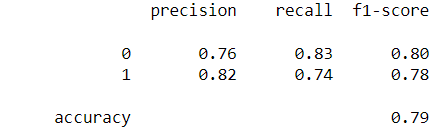 precision recall f1-score
0 0.76 0.83 0.80
1 0.82 0.74 0.78
accuracy 0.79